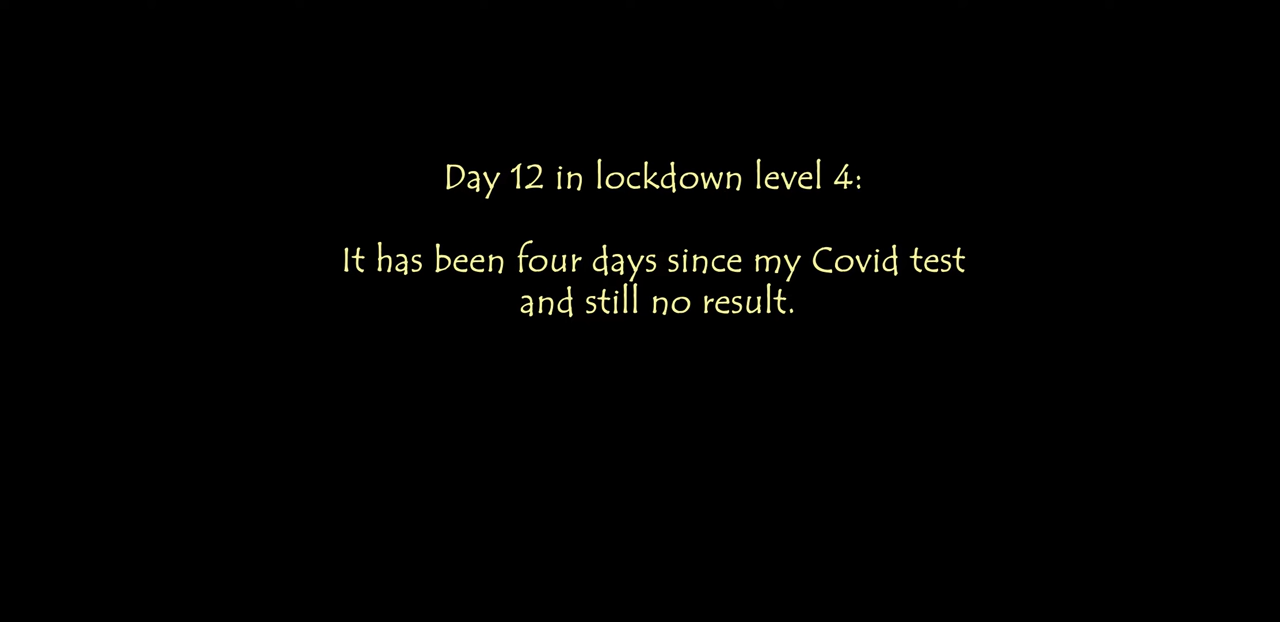 Day 12 in lockdown level 4:
It has been four days since my Covid test
and still no result.